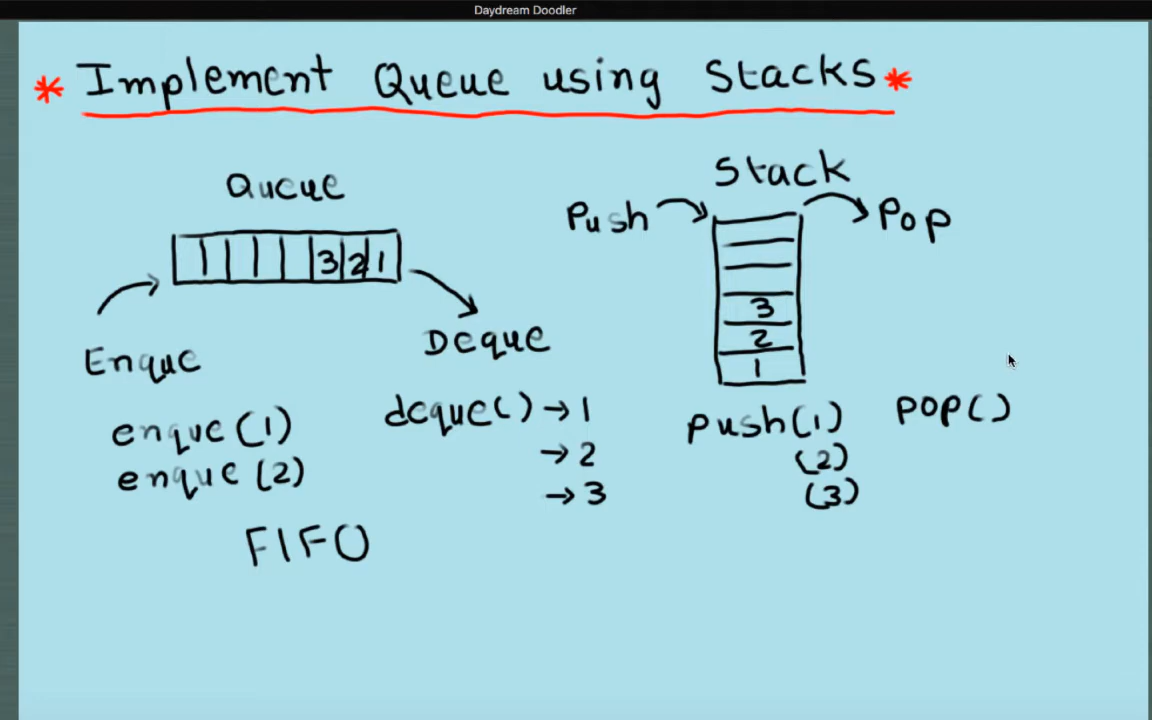 Daydream Doodler
* Implement Queue using Stacks *
Queue
Stack
Push
Pop
3 2 1
3
2
1
Enque
Deque
enque (1)
enque (2)
deque() → 1
→ 2
→ 3
push(1)
(2)
(3)
pop()
FIFO